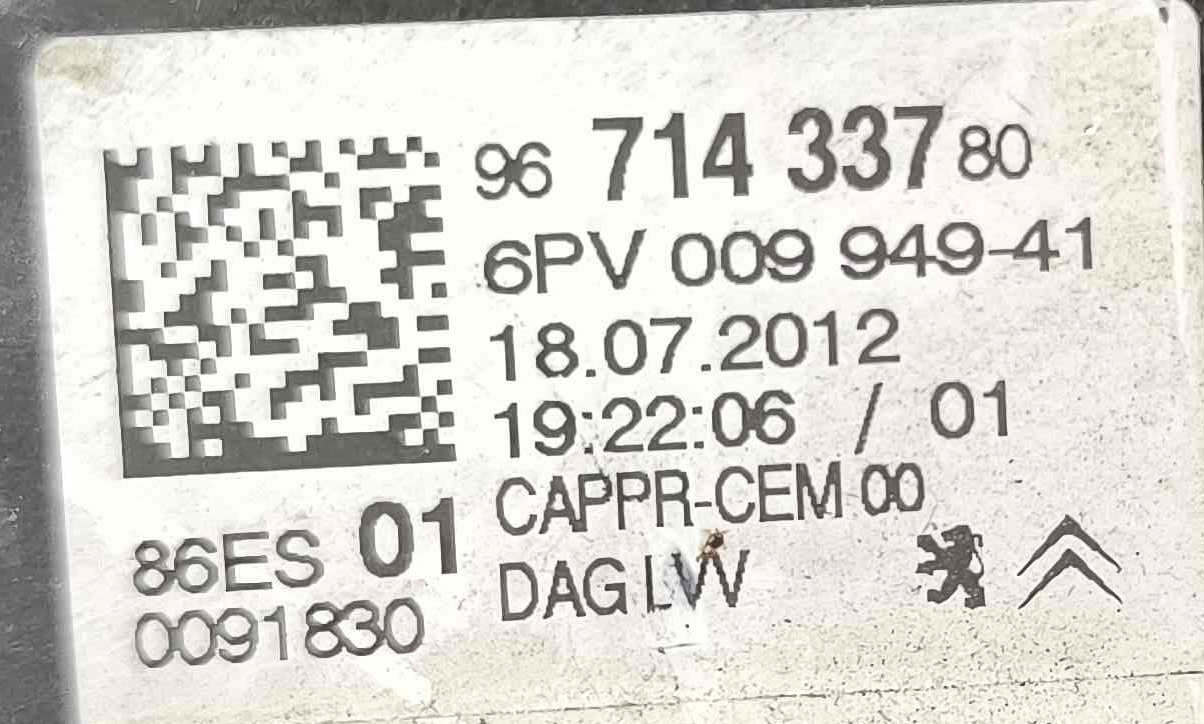 96 714 337 80
6PV 009 949-41
18.07.2012
19:22:06 / 01
CAPPR-CEM 00
DAG LVV
86ES 01
0091830